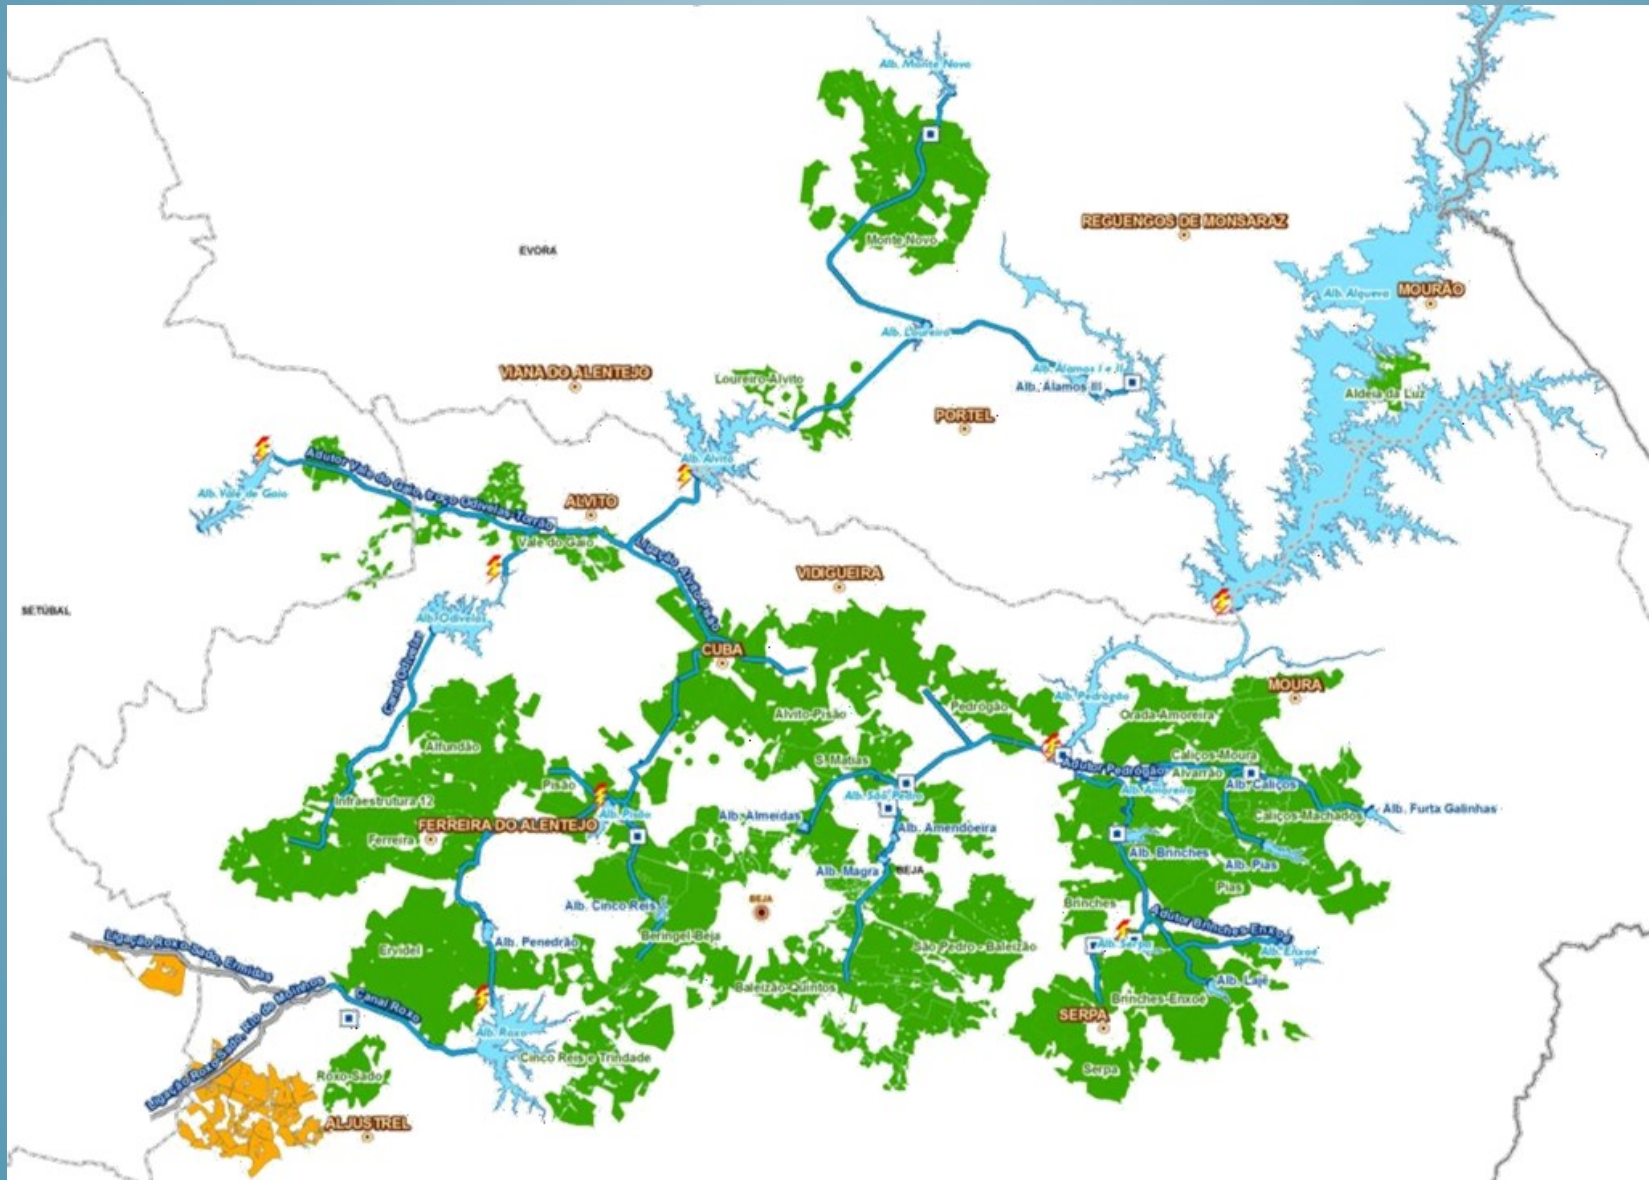 Alb. Monte Novo
REGUENGOS DE MONSARAZ
Monte Novo
EVORA
Alb. Alqueva
MOURÃO
Alb. Loureiro
VIANA DO ALENTEJO
Loureiro-Alvito
Alb. Álamos I e II
Alb. Álamos III
Aldeia da Luz
PORTEL
Adutor Vale do Gaio, troço Odivelas-Torrão
Alb. Alvito
Alb. Vale de Gaio
ALVITO
Vale do Gaio
Ligação Alvito-Pisão
VIDIGUEIRA
SETÚBAL
Alb. Odivelas
Canal Odivelas
CUBA
Alb. Pedrógão
MOURA
Pedrógão
Orada-Amoreira
Alvito-Pisão
Alfundão
Caliços-Moura
S. Matias
Adutor Pedrógão
Alvarrão
Pisão
Alb. Amoreira
Alb. Caliços
Infraestrutura 12
Alb. São Pedro
Alb. Furta Galinhas
Alb. Pisão
Alb. Almeidas
Caliços-Machados
FERREIRA DO ALENTEJO
Alb. Amendoeira
Ferreira
Alb. Brinches
Alb. Pias
Alb. Magra
BEJA
Pias
BEJA
Brinches
Alb. Cinco Reis
Adutor Brinches-Enxoé
Beringel-Beja
Ligação Roxo-Sado, Ermidas
Alb. Penedrão
Ervidel
São Pedro - Baleizão
Alb. Serpa
Alb. Enxoé
Alb. Laje
Baleizão-Quintos
Ligação Roxo-Sado, Rio de Moinhos
Canal Roxo
Brinches-Enxoé
SERPA
Alb. Roxo
Cinco Reis e Trindade
Serpa
Roxo-Sado
ALJUSTREL